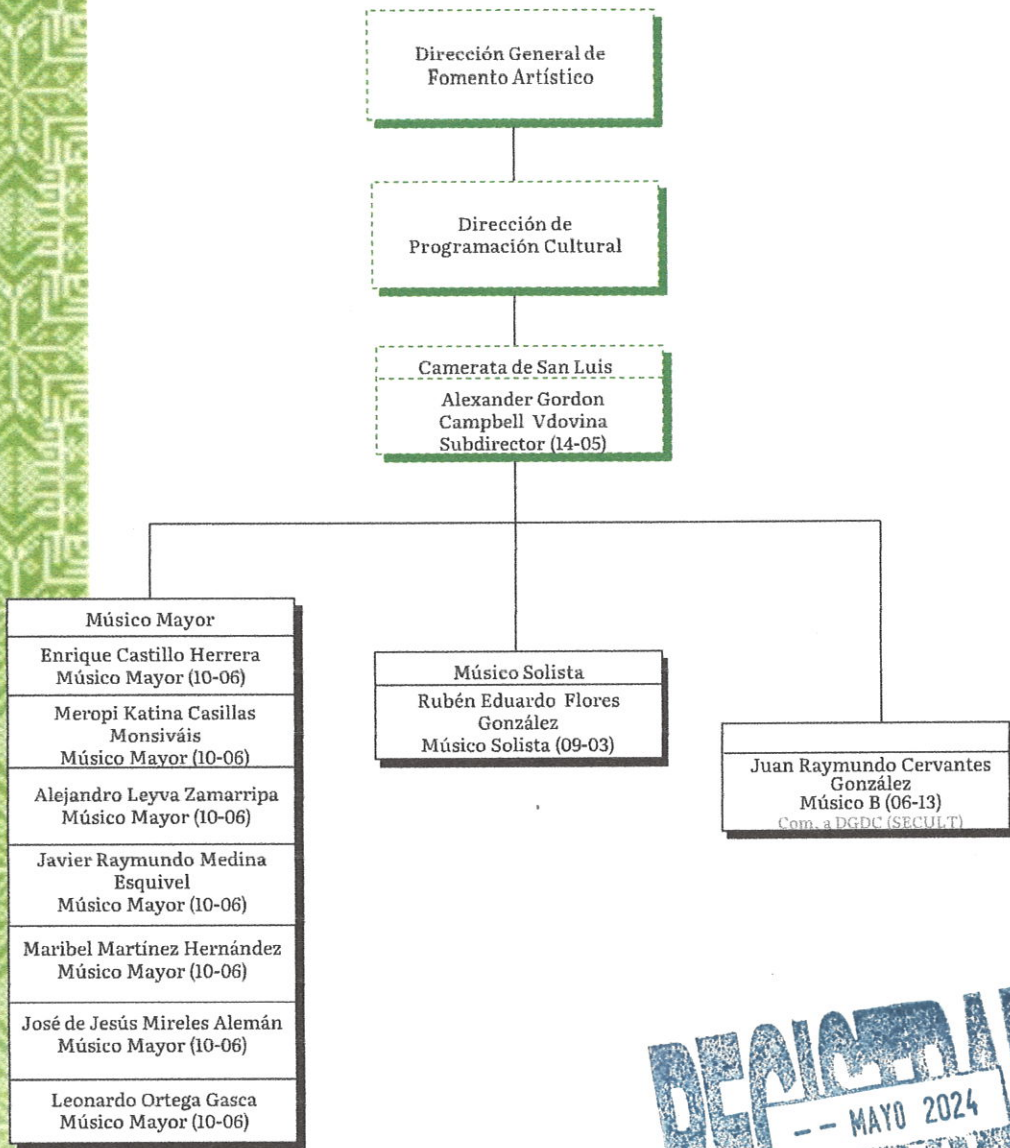 Dirección General de
Fomento Artístico
Dirección de
Programación Cultural
Camerata de San Luis
Alexander Gordon
Campbell Vdovina
Subdirector (14-05)
Músico Mayor
Enrique Castillo Herrera
Músico Mayor (10-06)
Meropi Katina Casillas
Monsiváis
Músico Mayor (10-06)
Alejandro Leyva Zamarripa
Músico Mayor (10-06)
Javier Raymundo Medina
Esquivel
Músico Mayor (10-06)
Maribel Martínez Hernández
Músico Mayor (10-06)
José de Jesús Mireles Alemán
Músico Mayor (10-06)
Leonardo Ortega Gasca
Músico Mayor (10-06)
Músico Solista
Rubén Eduardo Flores
González
Músico Solista (09-03)
Juan Raymundo Cervantes
González
Músico B (06-13)
Com. a DGDC (SECULT)
-- MAYO 2024